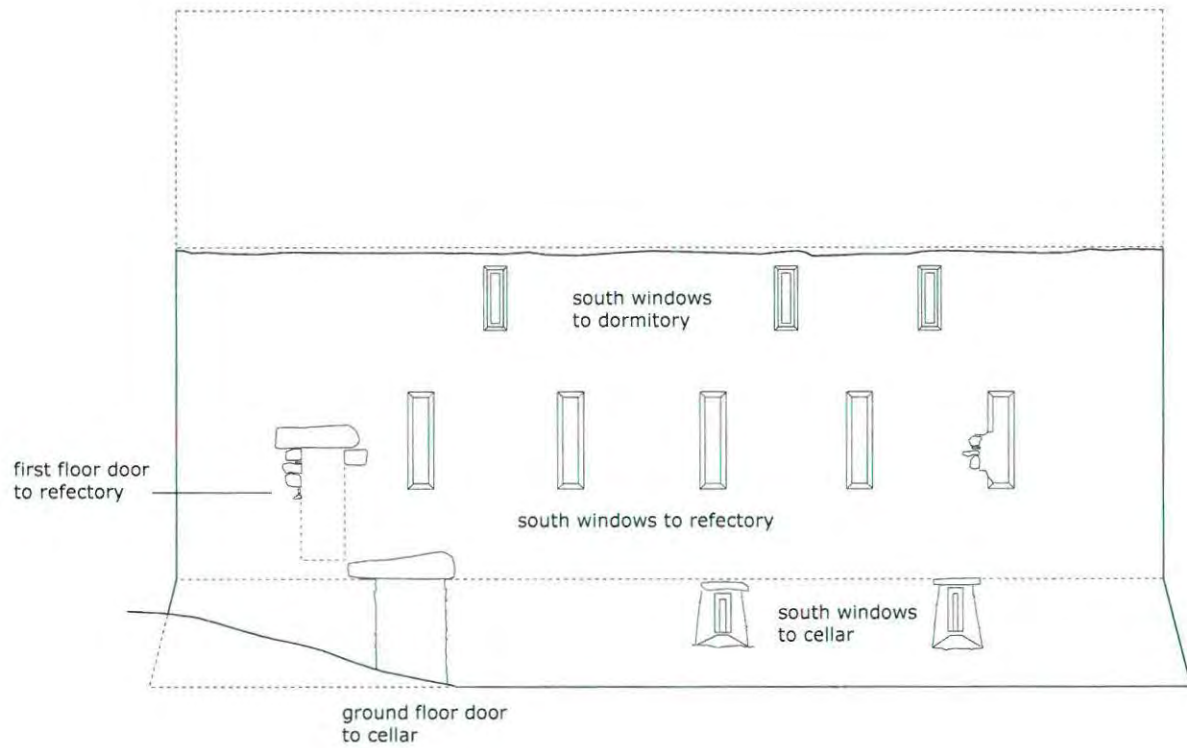 south windows
to dormitory
first floor door
to refectory
south windows to refectory
south windows
to cellar
ground floor door
to cellar